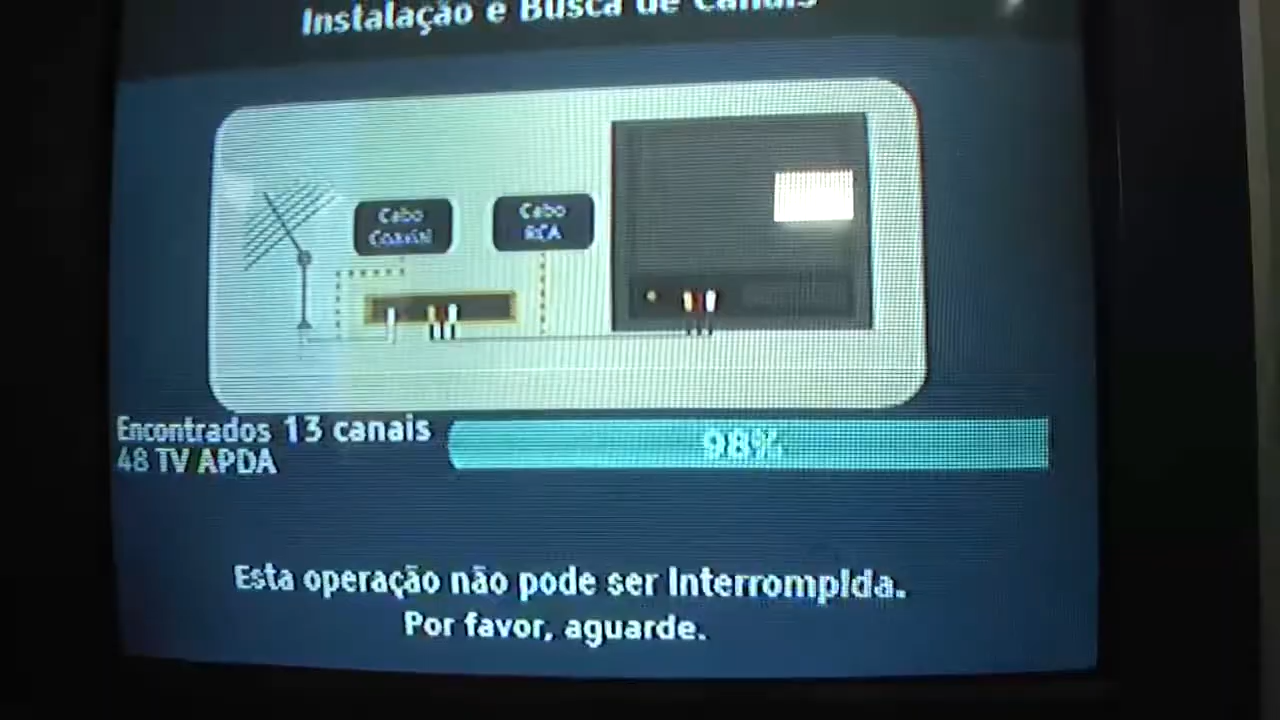 Instalação e Busca de Canais
Cabo
Coaxial
Cabo
RCA
Encontrados 13 canais
48 TV APDA
98%
Esta operação não pode ser interrompida.
Por favor, aguarde.